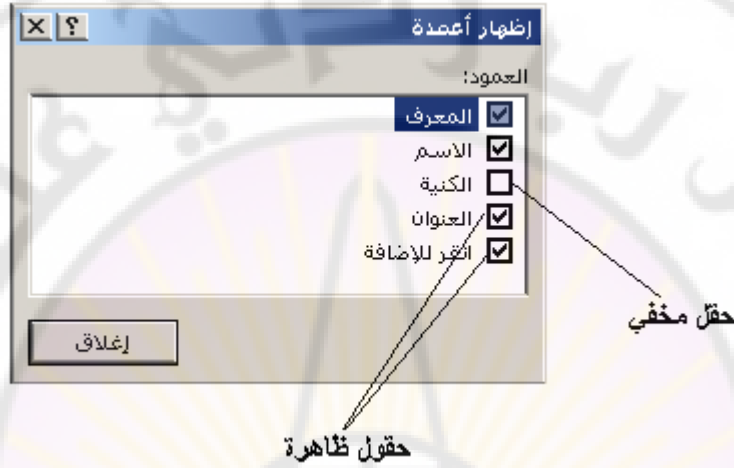 إظهار أعمدة
العمود:
المعرف
الاسم
الكنية
العنوان
انقر للإضافة
حقل مخفي
إغلاق
حقول ظاهرة